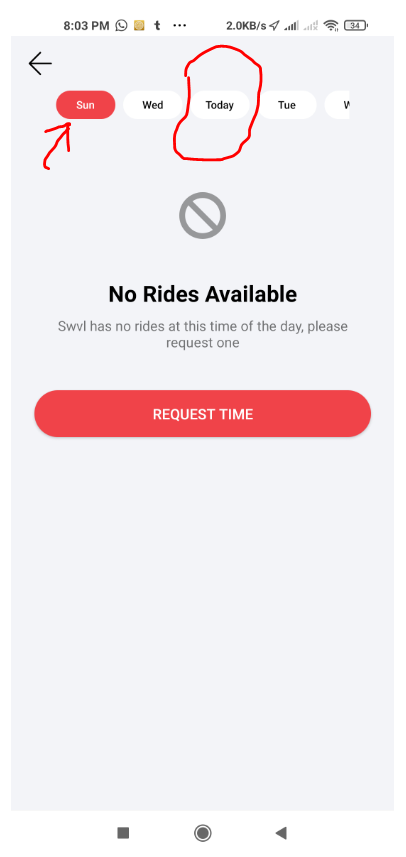 8:03 PM t ... 2.0KB/s 34
Sun Wed Today Tue
No Rides Available
Swvl has no rides at this time of the day, please
request one
REQUEST TIME